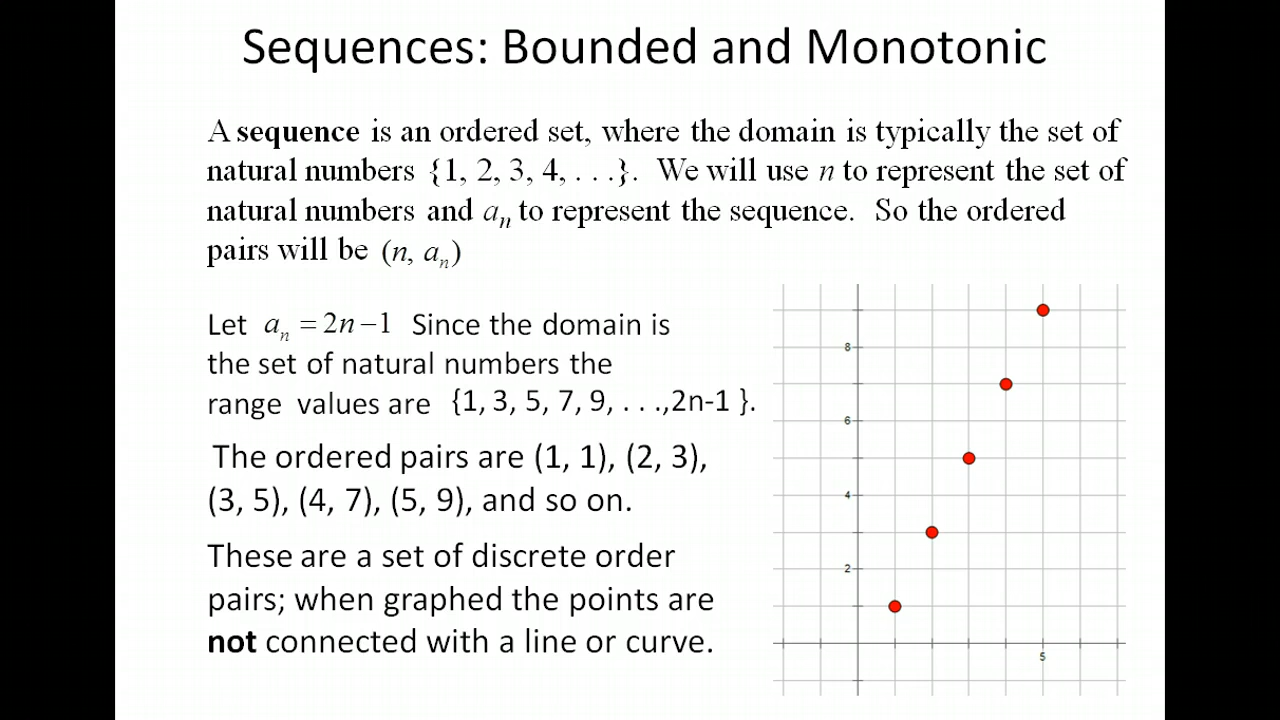 Sequences: Bounded and Monotonic
A sequence is an ordered set, where the domain is typically the set of
natural numbers {1, 2, 3, 4, . . .}. We will use n to represent the set of
natural numbers and aₙ to represent the sequence. So the ordered
pairs will be (n, aₙ)
Let aₙ = 2n – 1 Since the domain is
the set of natural numbers the
range values are {1, 3, 5, 7, 9, . . .,2n-1 }.
The ordered pairs are (1, 1), (2, 3),
(3, 5), (4, 7), (5, 9), and so on.
These are a set of discrete order
pairs; when graphed the points are
not connected with a line or curve.
8
6
4
2
5